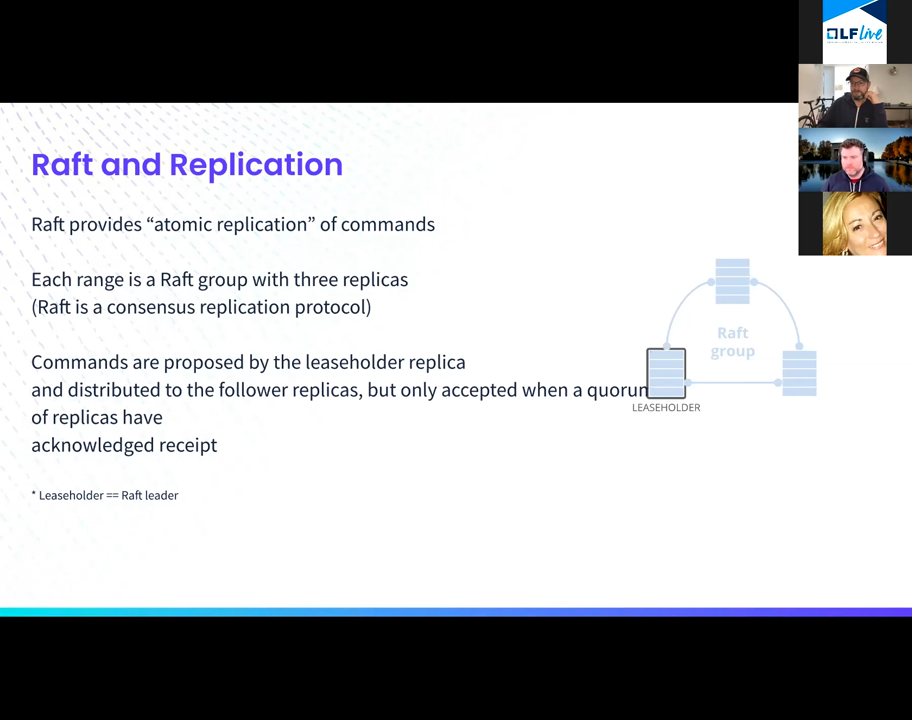 LF live
Raft and Replication
Raft provides “atomic replication” of commands
Each range is a Raft group with three replicas
(Raft is a consensus replication protocol)
Commands are proposed by the leaseholder replica
and distributed to the follower replicas, but only accepted when a quorum
of replicas have
acknowledged receipt
* Leaseholder == Raft leader
Raft
group
LEASEHOLDER